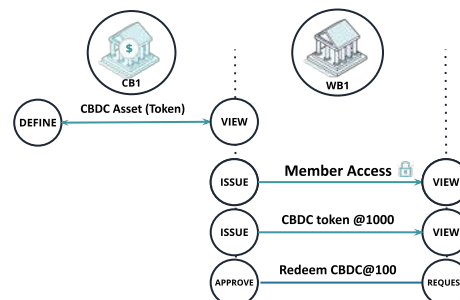 $
CB1
WB1
CBDC Asset (Token)
DEFINE
VIEW
Member Access
ISSUE
VIEW
CBDC token @1000
ISSUE
VIEW
Redeem CBDC@100
APPROVE
REQUES